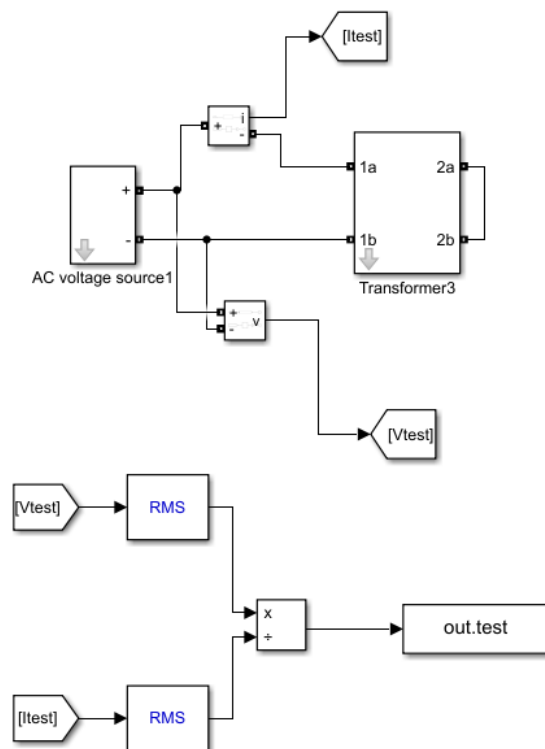 [Itest]
i
+
-
1a
2a
+
-
1b
2b
AC voltage source1
Transformer3
+
-
v
[Vtest]
[Vtest]
RMS
x
÷
out.test
[Itest]
RMS